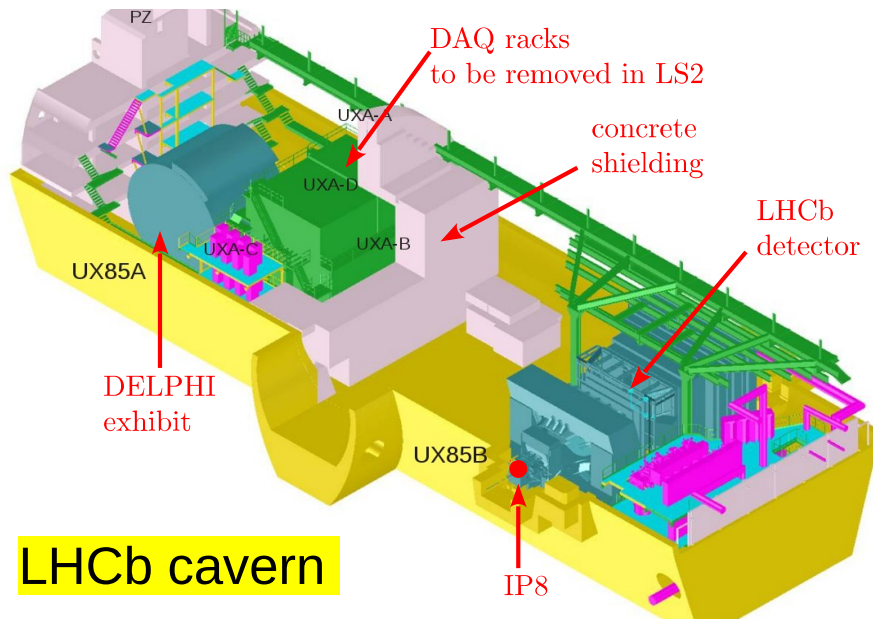 PZ
DAQ racks
to be removed in LS2
UXA-A
concrete
shielding
UXA-D
LHCb
detector
UXA-B
UXA-C
UX85A
DELPHI
exhibit
UX85B
LHCb cavern
IP8